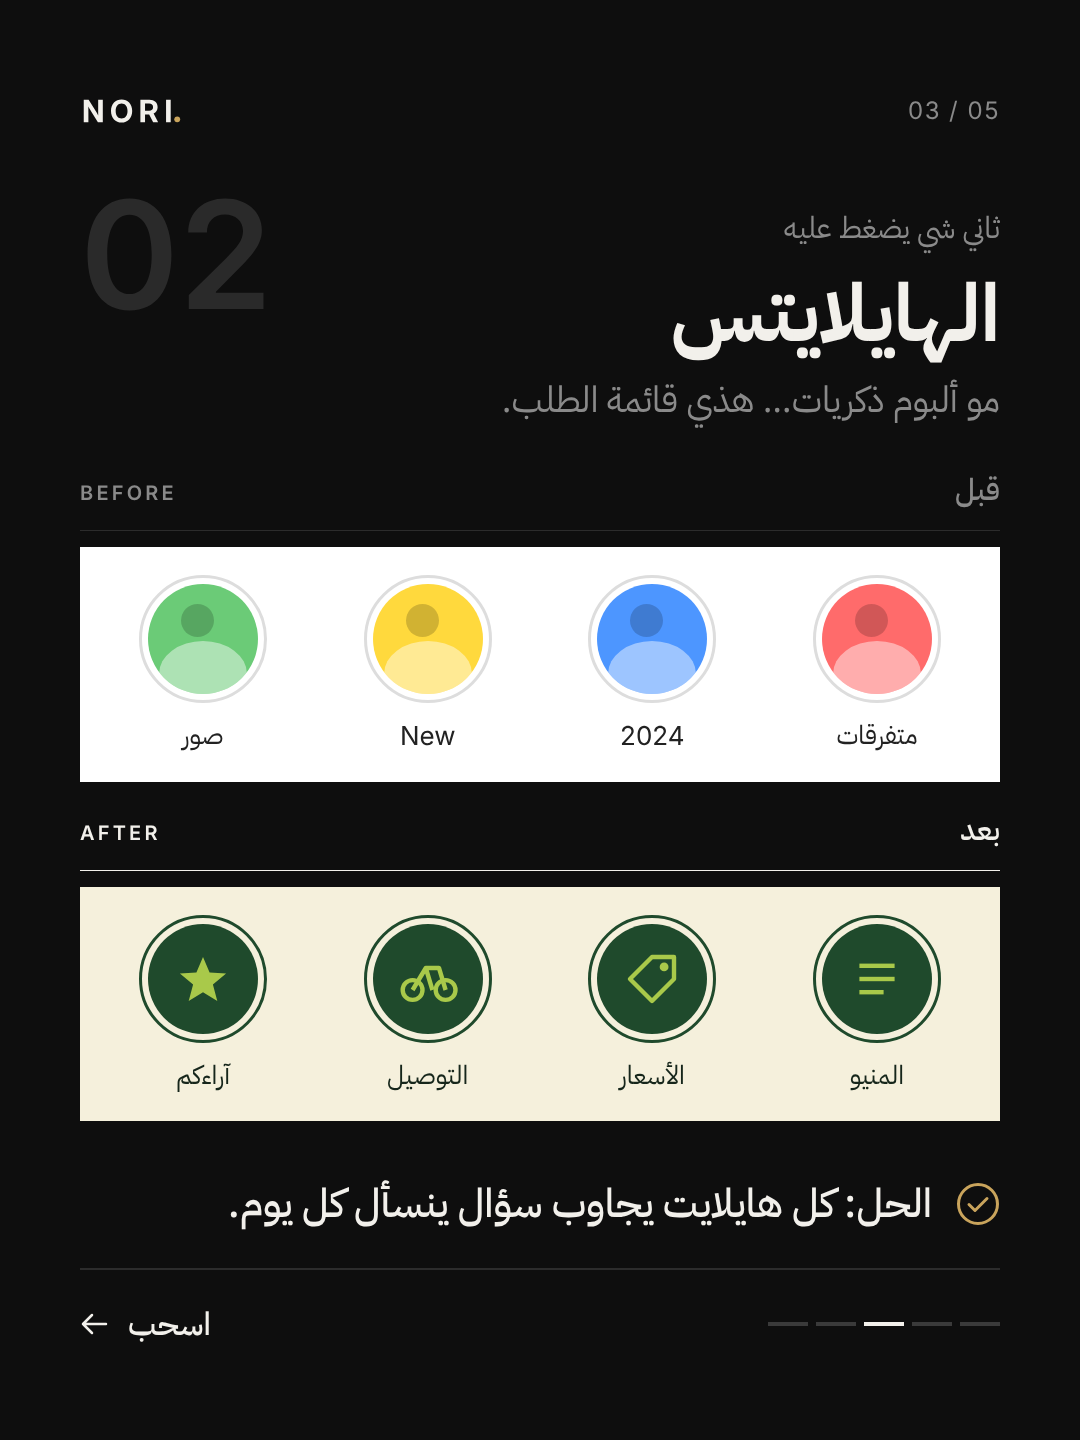 NORI.
03 / 05
02
ثاني شي يضغط عليه
الهايلايتس
مو ألبوم ذكريات... هذي قائمة الطلب.
قبل
BEFORE
متفرقات
2024
New
صور
بعد
AFTER
المنيو
الأسعار
التوصيل
آراءكم
الحل: كل هايلايت يجاوب سؤال ينسأل كل يوم.
اسحب ←